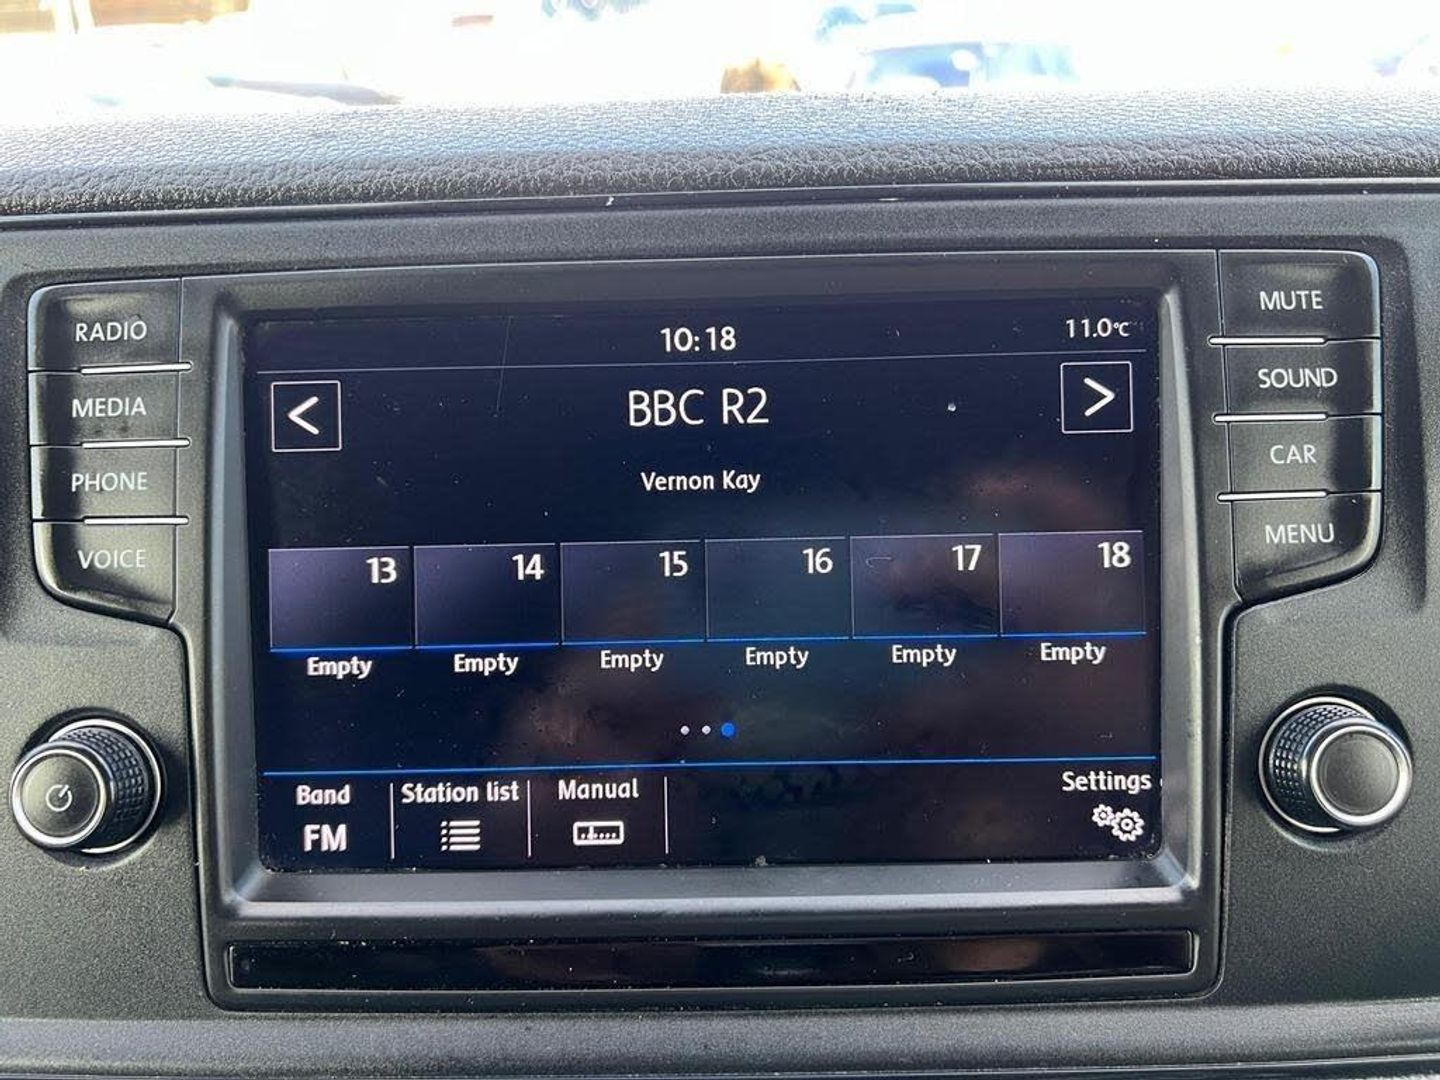 RADIO
MEDIA
PHONE
VOICE
10:18
11.0°C
<
BBC R2
>
Vernon Kay
13 14 15 16 17 18
Empty Empty Empty Empty Empty Empty
Band Station list Manual Settings
FM
MUTE
SOUND
CAR
MENU